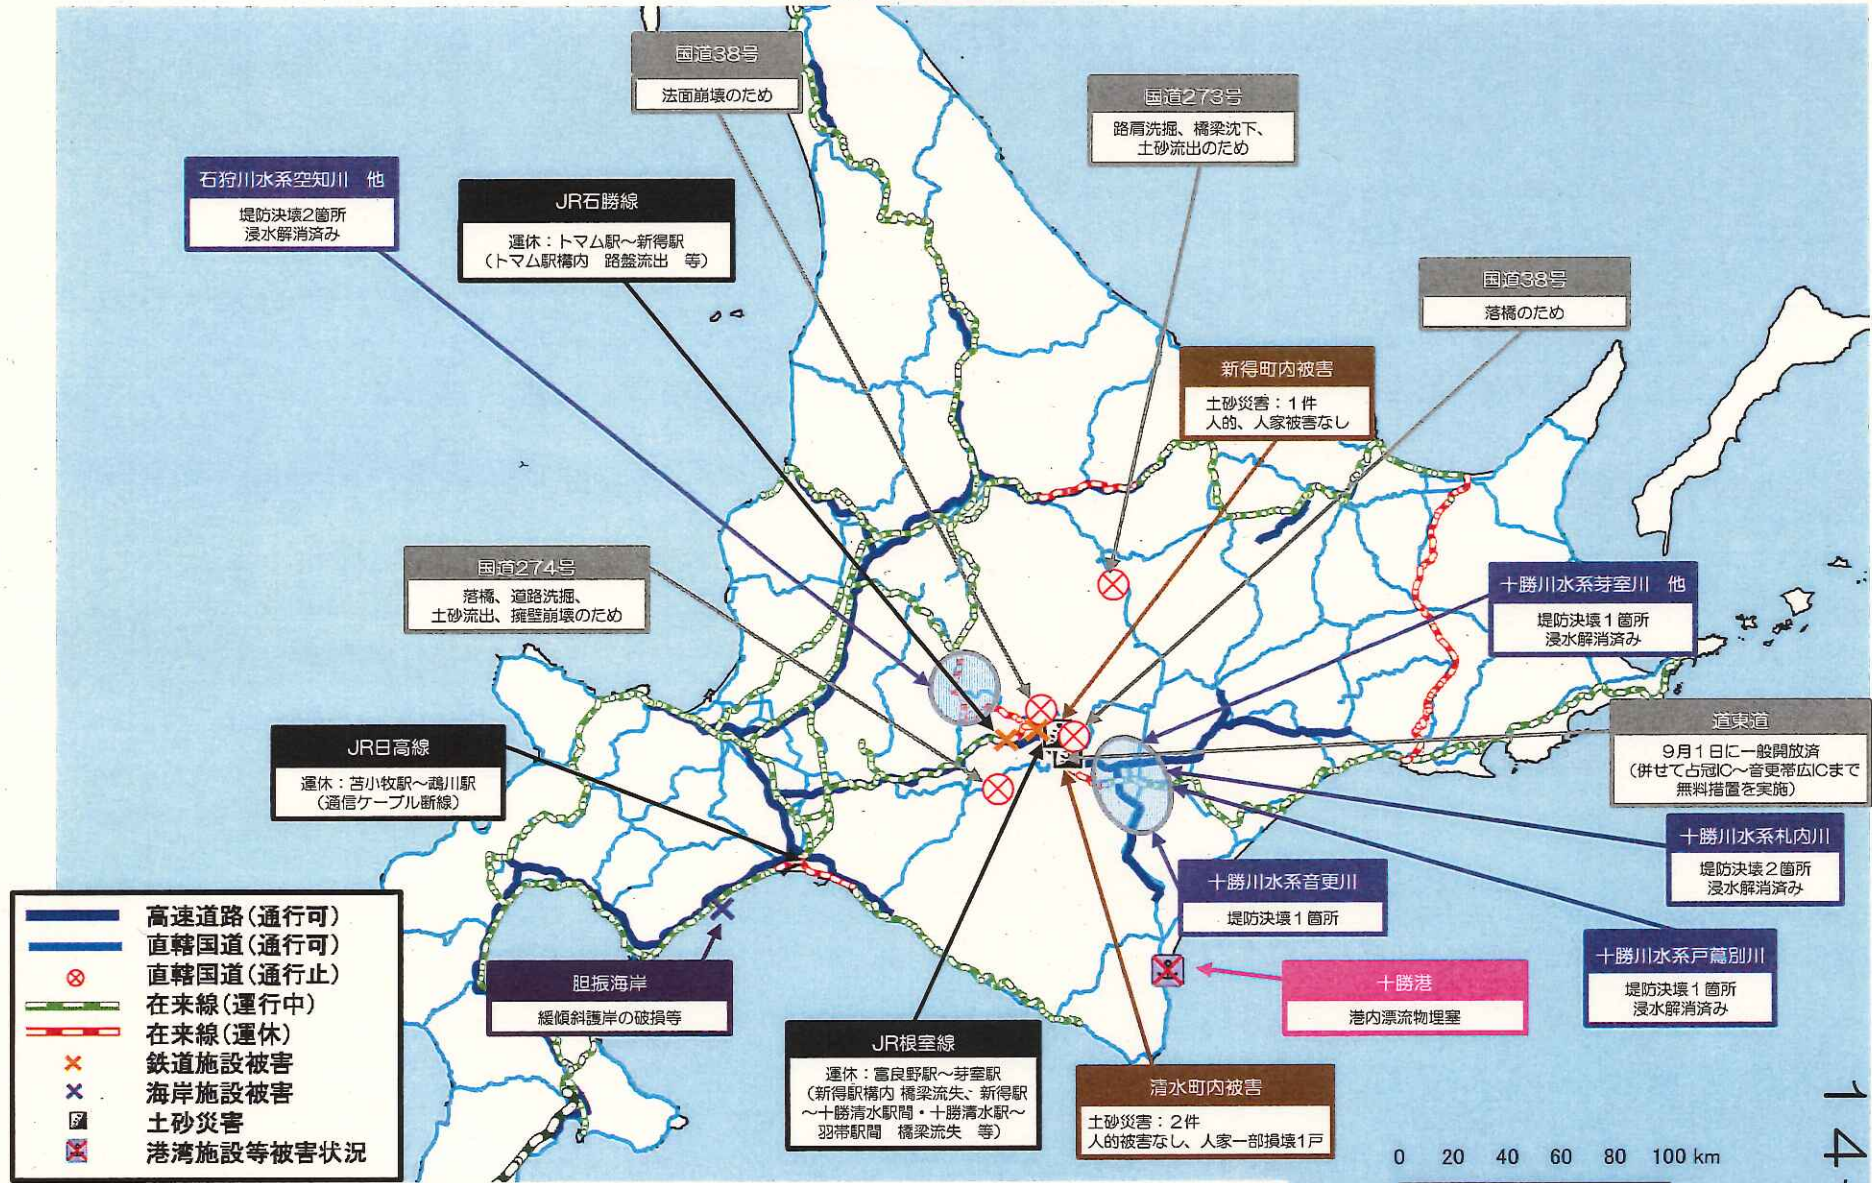 国道38号
法面崩壊のため
国道273号
路肩洗掘、橋梁沈下、
土砂流出のため
石狩川水系空知川 他
堤防決壊2箇所
浸水解消済み
JR石勝線
運休：トマム駅～新得駅
（トマム駅構内 路盤流出 等）
国道38号
落橋のため
新得町内被害
土砂災害：1件
人的、人家被害なし
国道274号
落橋、道路洗掘、
土砂流出、擁壁崩壊のため
十勝川水系芽室川 他
堤防決壊1箇所
浸水解消済み
道東道
9月1日に一般開放済
（併せて占冠IC～音更帯広ICまで
無料措置を実施）
JR日高線
運休：苫小牧駅～鵡川駅
（通信ケーブル断線）
十勝川水系札内川
堤防決壊2箇所
浸水解消済み
十勝川水系音更川
堤防決壊1箇所
十勝川水系戸蔦別川
堤防決壊1箇所
浸水解消済み
胆振海岸
緩傾斜護岸の破損等
十勝港
港内漂流物埋塞
JR根室線
運休：富良野駅～芽室駅
（新得駅構内 橋梁流失、新得駅
～十勝清水駅間・十勝清水駅～
羽帯駅間 橋梁流失 等）
清水町内被害
土砂災害：2件
人的被害なし、人家一部損壊1戸
高速道路（通行可）
直轄国道（通行可）
直轄国道（通行止）
在来線（運行中）
在来線（運休）
鉄道施設被害
海岸施設被害
土砂災害
港湾施設等被害状況
0 20 40 60 80 100 km
14